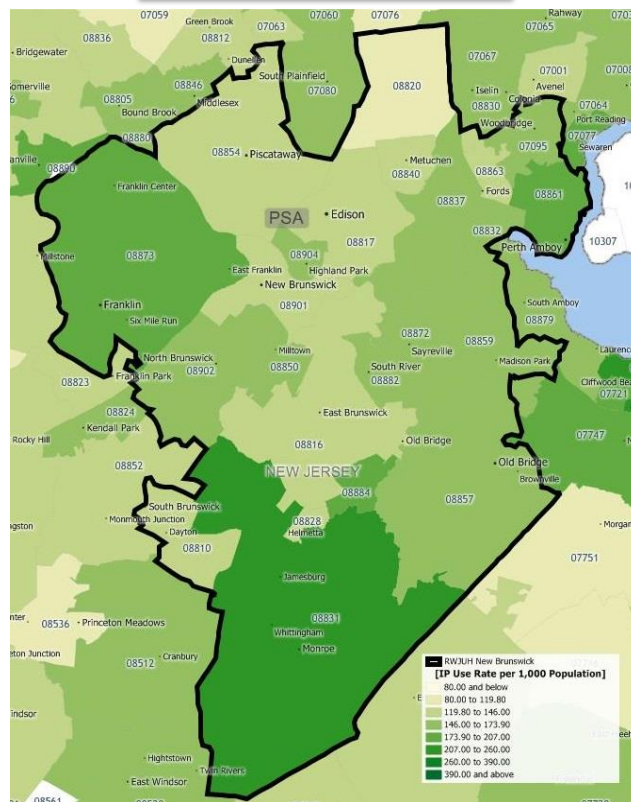 07059
07063
07060
07076
Rahway
07065
Green Brook
08836
08812
Bridgewater
Dunellen
07067
South Plainfield
07080
08820
07001
Avenel
Iselin
Colonia
08830
07064
Port Reading
Woodbridge
08846
Middlesex
08805
Bound Brook
08880
07077
Sewaren
07095
08854
Piscataway
Metuchen
08840
08863
Fords
08890
Franklin Center
08837
08861
PSA
Edison
08817
08832
Perth Amboy
10307
Millstone
08873
08904
Highland Park
East Franklin
New Brunswick
08901
Franklin
Six Mile Run
South Amboy
08879
08872
Sayreville
08859
North Brunswick
08902
Milltown
08850
South River
08882
Madison Park
08823
Franklin Park
07721
08824
Kendall Park
East Brunswick
08816
Old Bridge
07747
Rocky Hill
08852
Old Bridge
Brownville
NEW JERSEY
08884
08857
South Brunswick
Monmouth Junction
Dayton
08810
08828
Helmetta
07751
Jamesburg
08831
08536
Princeton Meadows
Whittingham
Monroe
08512
Cranbury
Hightstown
East Windsor
Twin Rivers
08561
RWJUH New Brunswick
[IP Use Rate per 1,000 Population]
80.00 and below
80.00 to 119.80
119.80 to 146.00
146.00 to 173.90
173.90 to 207.00
207.00 to 260.00
260.00 to 390.00
390.00 and above